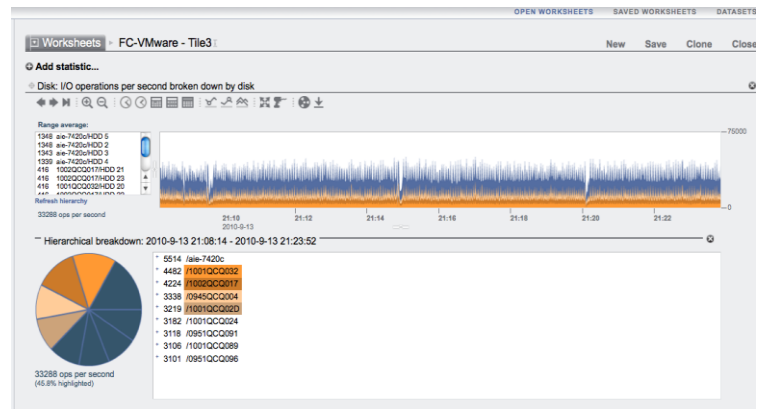 OPEN WORKSHEETS SAVED WORKSHEETS DATASETS
Worksheets FC-VMware - Tile3
New Save Clone Close
Add statistic...
Disk: I/O operations per second broken down by disk
Range average:
1348 aie-7420c/HDD 5
1348 aie-7420c/HDD 2
1343 aie-7420c/HDD 3
1339 aie-7420c/HDD 4
416 1002QCQ017/HDD 21
416 1002QCQ017/HDD 23
416 1001QCQ032/HDD 20
Refresh hierarchy
33288 ops per second
75000
0
21:10 21:12 21:14 21:16 21:18 21:20 21:22
2010-9-13
Hierarchical breakdown: 2010-9-13 21:08:14 - 2010-9-13 21:23:52
5514 /aie-7420c
4482 /1001QCQ032
4224 /1002QCQ017
3338 /0945QCQ004
3219 /1001QCQ02D
3182 /1001QCQ024
3118 /0951QCQ091
3106 /1001QCQ089
3101 /0951QCQ096
33288 ops per second
(45.8% highlighted)